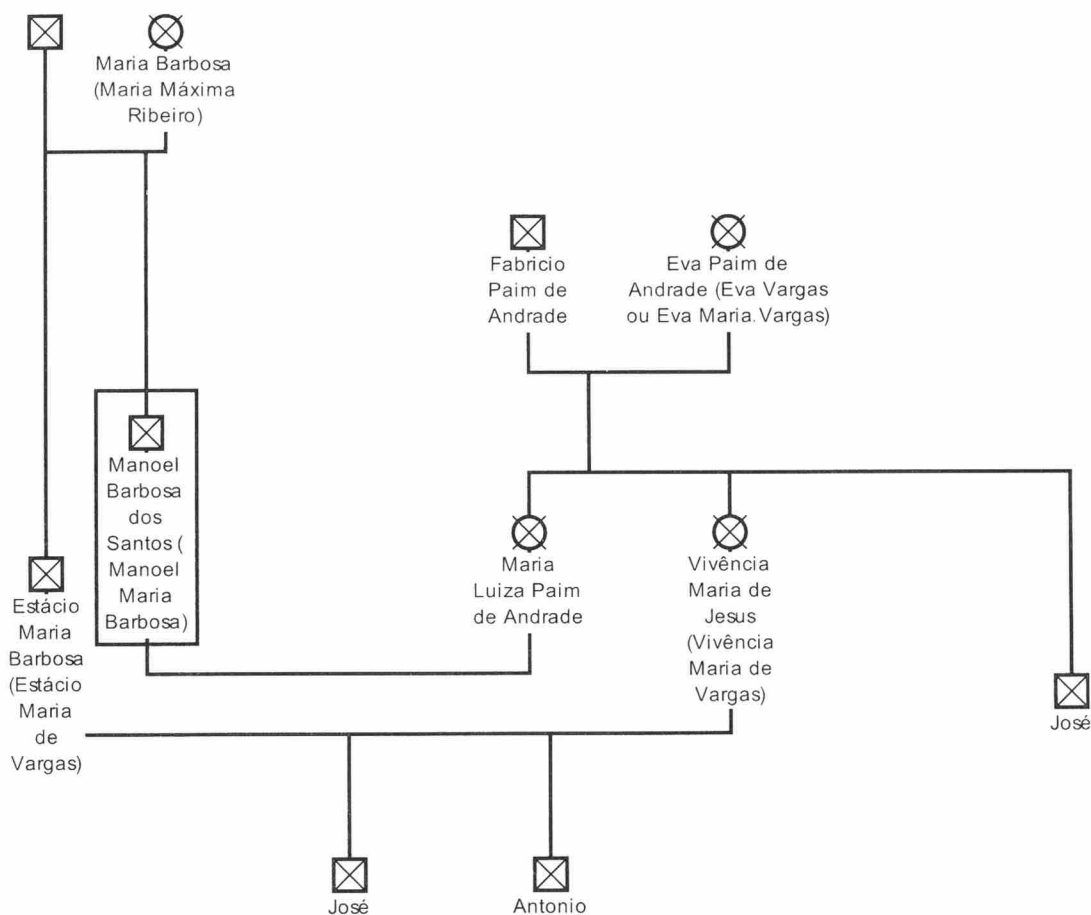 Maria Barbosa
(Maria Máxima
Ribeiro)
Fabricio
Paim de
Andrade
Eva Paim de
Andrade (Eva Vargas
ou Eva Maria.Vargas)
Manoel
Barbosa
dos
Santos (
Manoel
Maria
Barbosa)
Maria
Luiza Paim
de Andrade
Vivência
Maria de
Jesus
(Vivência
Maria de
Vargas)
Estácio
Maria
Barbosa
(Estácio
Maria
de
Vargas)
José
José
Antonio